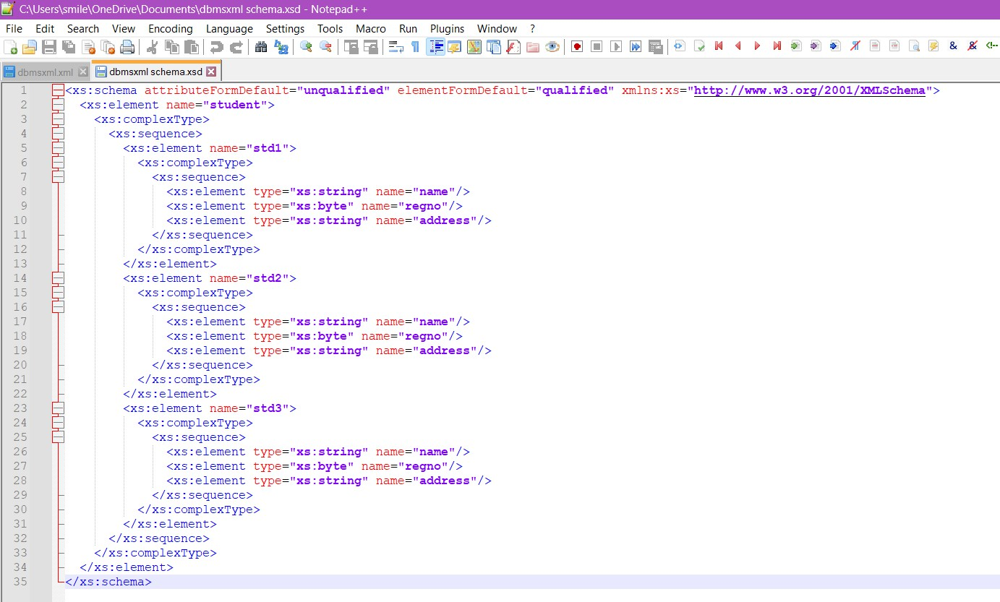 C:\Users\smile\OneDrive\Documents\dbmsxml schema.xsd - Notepad++
File Edit Search View Encoding Language Settings Tools Macro Run Plugins Window ?
dbmsxml.xml dbmsxml schema.xsd
1 <xs:schema attributeFormDefault="unqualified" elementFormDefault="qualified" xmlns:xs="http://www.w3.org/2001/XMLSchema">
2 <xs:element name="student">
3 <xs:complexType>
4 <xs:sequence>
5 <xs:element name="std1">
6 <xs:complexType>
7 <xs:sequence>
8 <xs:element type="xs:string" name="name"/>
9 <xs:element type="xs:byte" name="regno"/>
10 <xs:element type="xs:string" name="address"/>
11 </xs:sequence>
12 </xs:complexType>
13 </xs:element>
14 <xs:element name="std2">
15 <xs:complexType>
16 <xs:sequence>
17 <xs:element type="xs:string" name="name"/>
18 <xs:element type="xs:byte" name="regno"/>
19 <xs:element type="xs:string" name="address"/>
20 </xs:sequence>
21 </xs:complexType>
22 </xs:element>
23 <xs:element name="std3">
24 <xs:complexType>
25 <xs:sequence>
26 <xs:element type="xs:string" name="name"/>
27 <xs:element type="xs:byte" name="regno"/>
28 <xs:element type="xs:string" name="address"/>
29 </xs:sequence>
30 </xs:complexType>
31 </xs:element>
32 </xs:sequence>
33 </xs:complexType>
34 </xs:element>
35 </xs:schema>